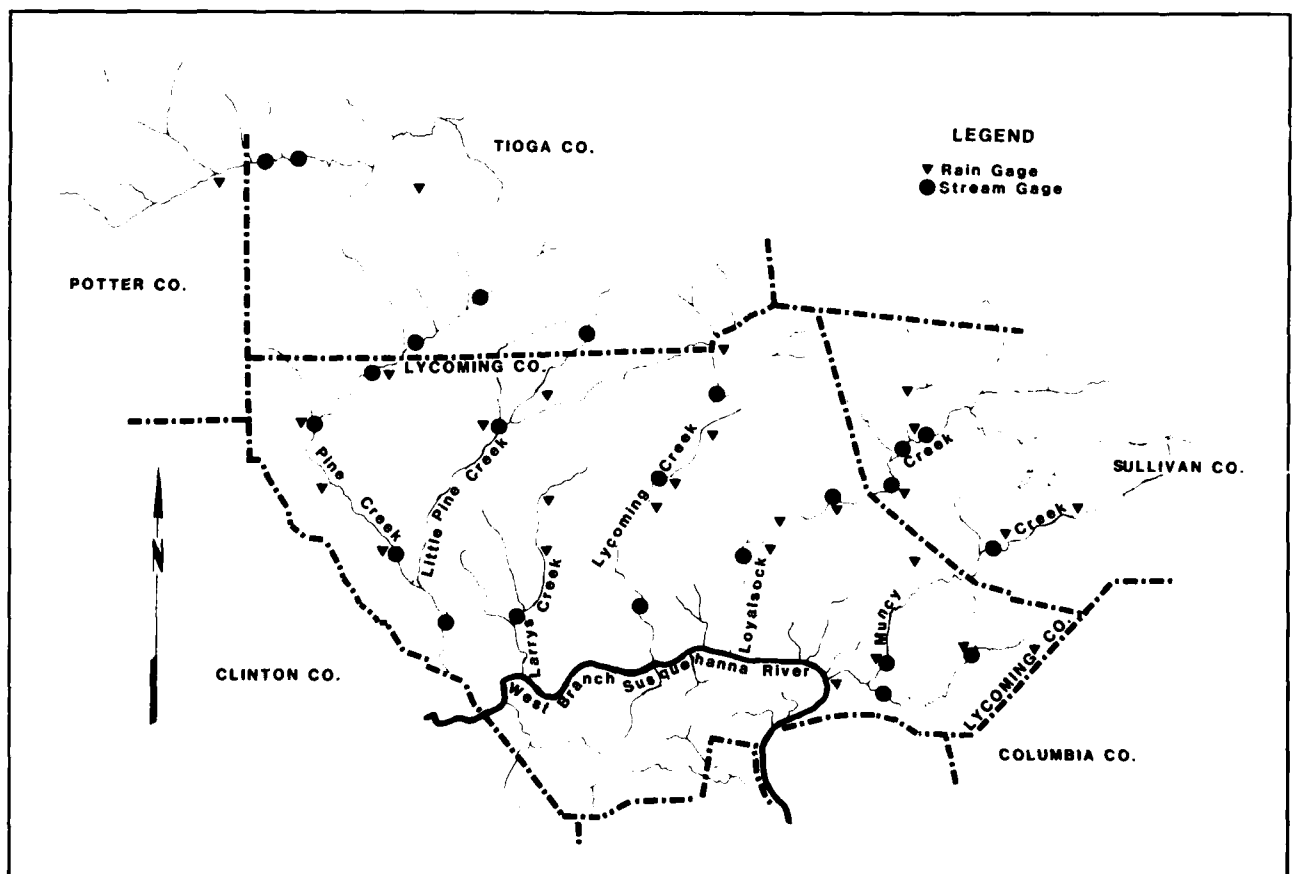 TIOGA CO.
LEGEND
Rain Gage
Stream Gage
POTTER CO.
LYCOMING CO.
Pine Creek
Little Pine Creek
Larrys Creek
Lycoming Creek
Loyalsock
Creek
SULLIVAN CO.
Muncy
Creek
N
CLINTON CO.
West Branch Susquehanna River
LYCOMING CO.
COLUMBIA CO.